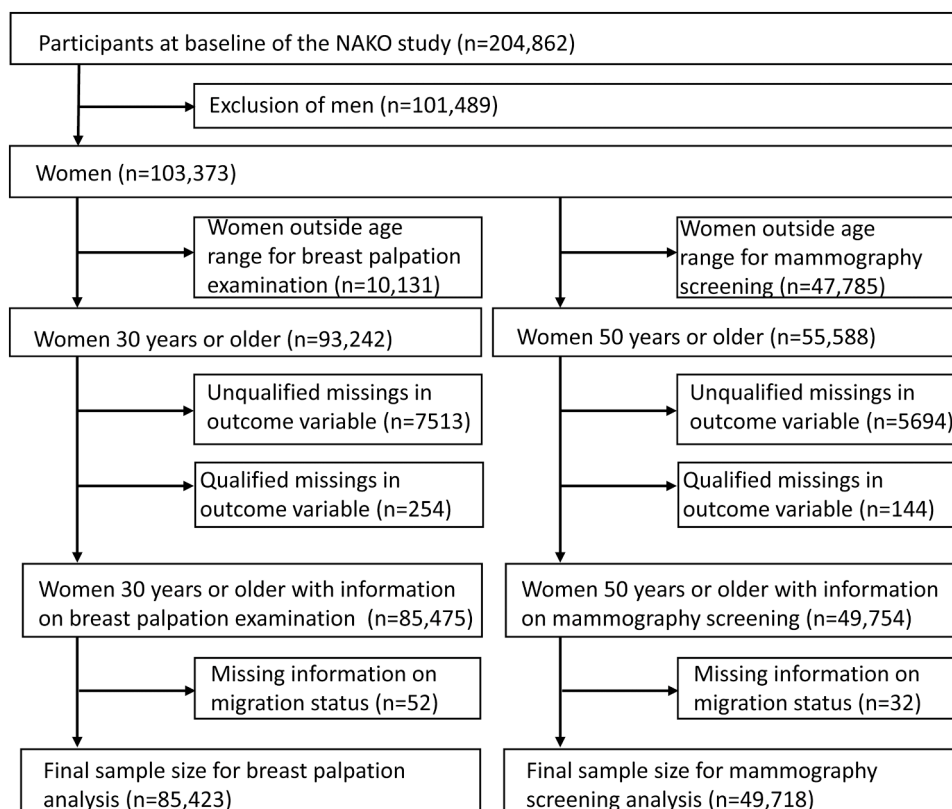 Participants at baseline of the NAKO study (n=204,862)
Exclusion of men (n=101,489)
Women (n=103,373)
Women outside age
range for breast palpation
examination (n=10,131)
Women outside age
range for mammography
screening (n=47,785)
Women 30 years or older (n=93,242)
Women 50 years or older (n=55,588)
Unqualified missings in
outcome variable (n=7513)
Unqualified missings in
outcome variable (n=5694)
Qualified missings in
outcome variable (n=254)
Qualified missings in
outcome variable (n=144)
Women 30 years or older with information
on breast palpation examination (n=85,475)
Women 50 years or older with information
on mammography screening (n=49,754)
Missing information on
migration status (n=52)
Missing information on
migration status (n=32)
Final sample size for breast palpation
analysis (n=85,423)
Final sample size for mammography
screening analysis (n=49,718)